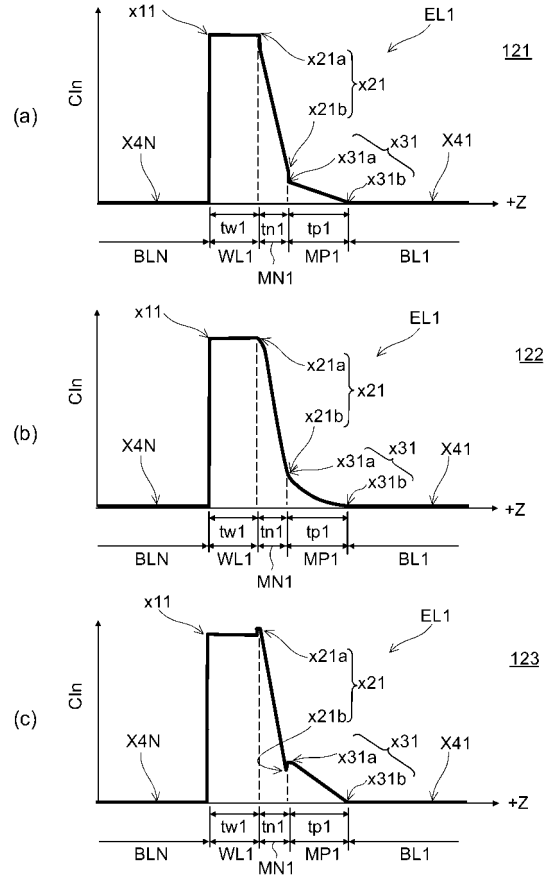 (a)
CIn
x11
EL1
121
x21a
x21
x21b
x31
x31a
x31b
X4N
X41
+Z
tw1 tn1 tp1
BLN WL1 MP1 BL1
MN1
(b)
CIn
x11
EL1
122
x21a
x21
x21b
x31
x31a
x31b
X4N
X41
+Z
tw1 tn1 tp1
BLN WL1 MP1 BL1
MN1
(c)
CIn
x11
EL1
123
x21a
x21
x21b
x31
x31a
x31b
X4N
X41
+Z
tw1 tn1 tp1
BLN WL1 MP1 BL1
MN1